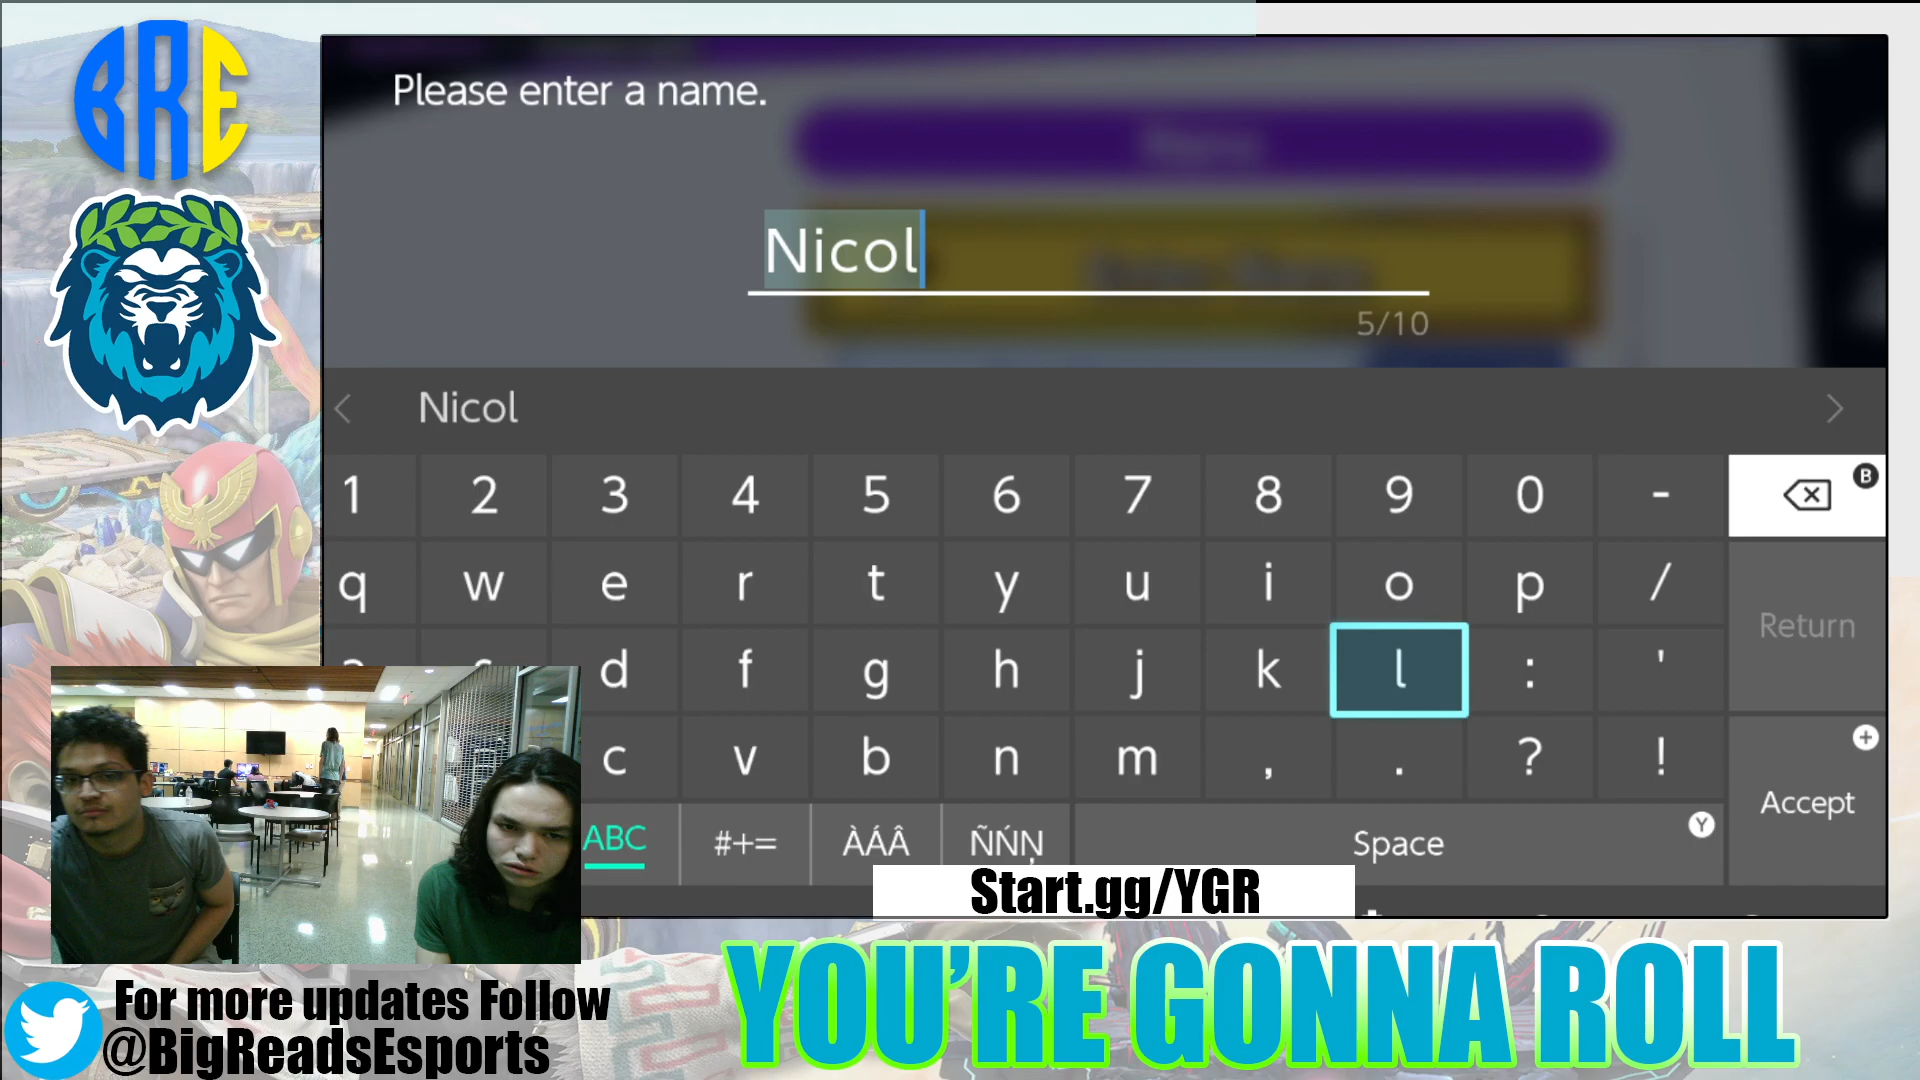 BRE
Please enter a name.
Nicol
5/10
Nicol
1 2 3 4 5 6 7 8 9 0 - B
q w e r t y u i o p / Return
d f g h j k l : '
c v b n m , . ? ! + Accept
ABC #+= ÀÁÂ ÑŃŅ Space Y
Start.gg/YGR
YOU'RE GONNA ROLL
For more updates Follow
@BigReadsEsports